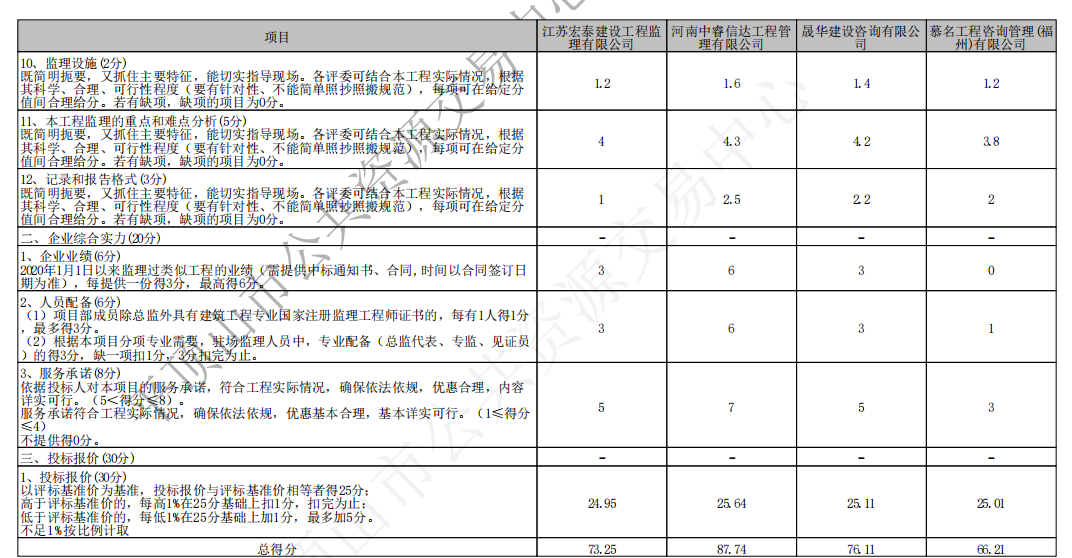 项目 江苏宏泰建设工程监理有限公司 河南中睿信达工程管理有限公司 晟华建设咨询有限公司 慕名工程咨询管理(福州)有限公司
10、监理设施(2分)
既简明扼要，又抓住主要特征，能切实指导现场。各评委可结合本工程实际情况，根
据其科学、合理、可行性程度（要有针对性、不能简单照抄照搬规范），每项可在给定分
值间合理给分。若有缺项，缺项的项目为0分。
1.2 1.6 1.4 1.2
11、本工程监理的重点和难点分析(5分)
既简明扼要，又抓住主要特征，能切实指导现场。各评委可结合本工程实际情况，根据
其科学、合理、可行性程度（要有针对性、不能简单照抄照搬规范），每项可在给定分
值间合理给分。若有缺项，缺项的项目为0分。
4 4.3 4.2 3.8
12、记录和报告格式(3分)
既简明扼要，又抓住主要特征，能切实指导现场。各评委可结合本工程实际情况，根据
其科学、合理、可行性程度（要有针对性、不能简单照抄照搬规范），每项可在给定分
值间合理给分。若有缺项，缺项的项目为0分。
1 2.5 2.2 2
二、企业综合实力(20分) – – – –
1、企业业绩(6分)
2020年1月1日以来监理过类似工程的业绩（需提供中标通知书、合同,时间以合同签订日
期为准），每提供一份得3分，最高得6分。
3 6 3 0
2、人员配备(6分)
（1）项目部成员除总监外具有建筑工程专业国家注册监理工程师证书的，每有1人得1分
，最多得3分。
（2）根据本项目分项专业需要，驻场监理人员中，专业配备（总监代表、专监、见证员
）的得3分，缺一项扣1分，3分扣完为止。
3 6 3 1
3、服务承诺(8分)
依据投标人对本项目的服务承诺，符合工程实际情况，确保依法依规，优惠合理，内容
详实可行。（5＜得分≤8）。
服务承诺符合工程实际情况，确保依法依规，优惠基本合理，基本详实可行。（1≤得分
≤4）
不提供得0分。
5 7 5 3
三、投标报价(30分) – – – –
1、投标报价(30分)
以评标基准价为基准，投标报价与评标基准价相等者得25分；
高于评标基准价的，每高1%在25分基础上扣1分，扣完为止；
低于评标基准价的，每低1%在25分基础上加1分，最多加5分。
不足1%按比例计取
24.95 25.64 25.11 25.01
总得分 73.25 87.74 76.11 66.21
平顶山市公共资源交易中心
顶山市公共资源交易中心